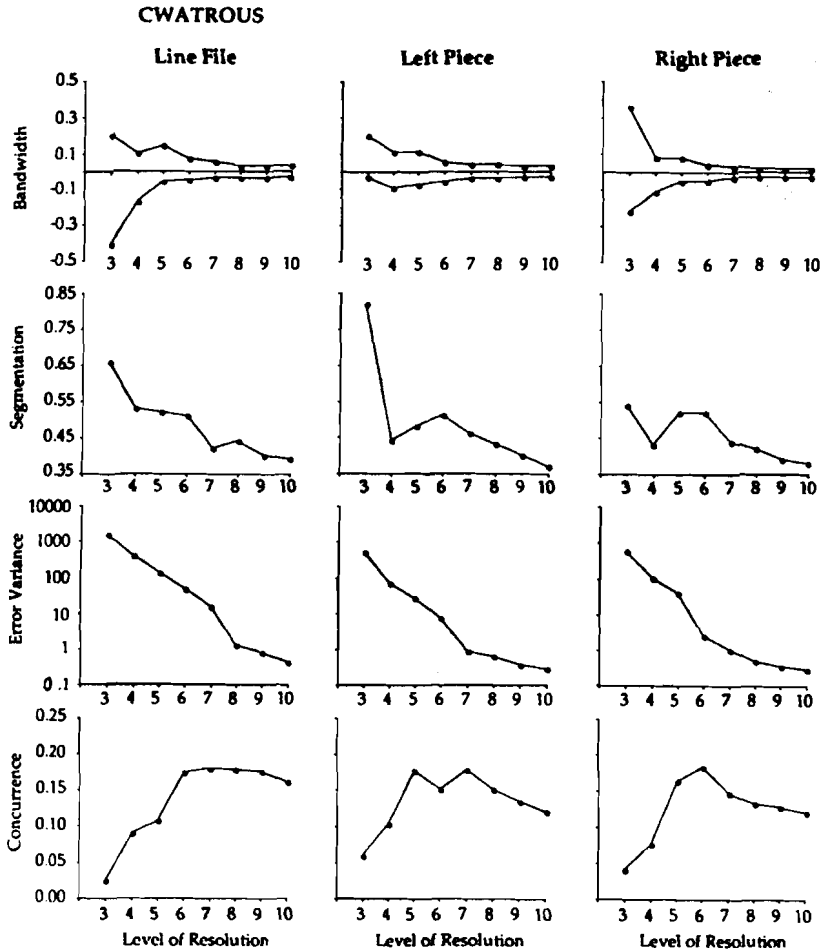 CWATROUS
Line File Left Piece Right Piece
Bandwidth
0.5
0.3
0.1
-0.1
-0.3
-0.5
3 4 5 6 7 8 9 10
3 4 5 6 7 8 9 10
3 4 5 6 7 8 9 10
Segmentation
0.85
0.75
0.65
0.55
0.45
0.35
3 4 5 6 7 8 9 10
3 4 5 6 7 8 9 10
3 4 5 6 7 8 9 10
Error Variance
10000
1000
100
10
1
0.1
3 4 5 6 7 8 9 10
3 4 5 6 7 8 9 10
3 4 5 6 7 8 9 10
Concurrence
0.25
0.20
0.15
0.10
0.05
0.00
3 4 5 6 7 8 9 10
3 4 5 6 7 8 9 10
3 4 5 6 7 8 9 10
Level of Resolution Level of Resolution Level of Resolution